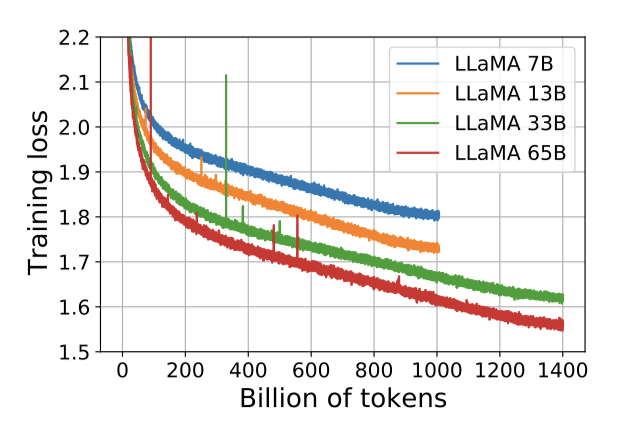 2.2
2.1
2.0
1.9
1.8
1.7
1.6
1.5
Training loss
LLaMA 7B
LLaMA 13B
LLaMA 33B
LLaMA 65B
0 200 400 600 800 1000 1200 1400
Billion of tokens